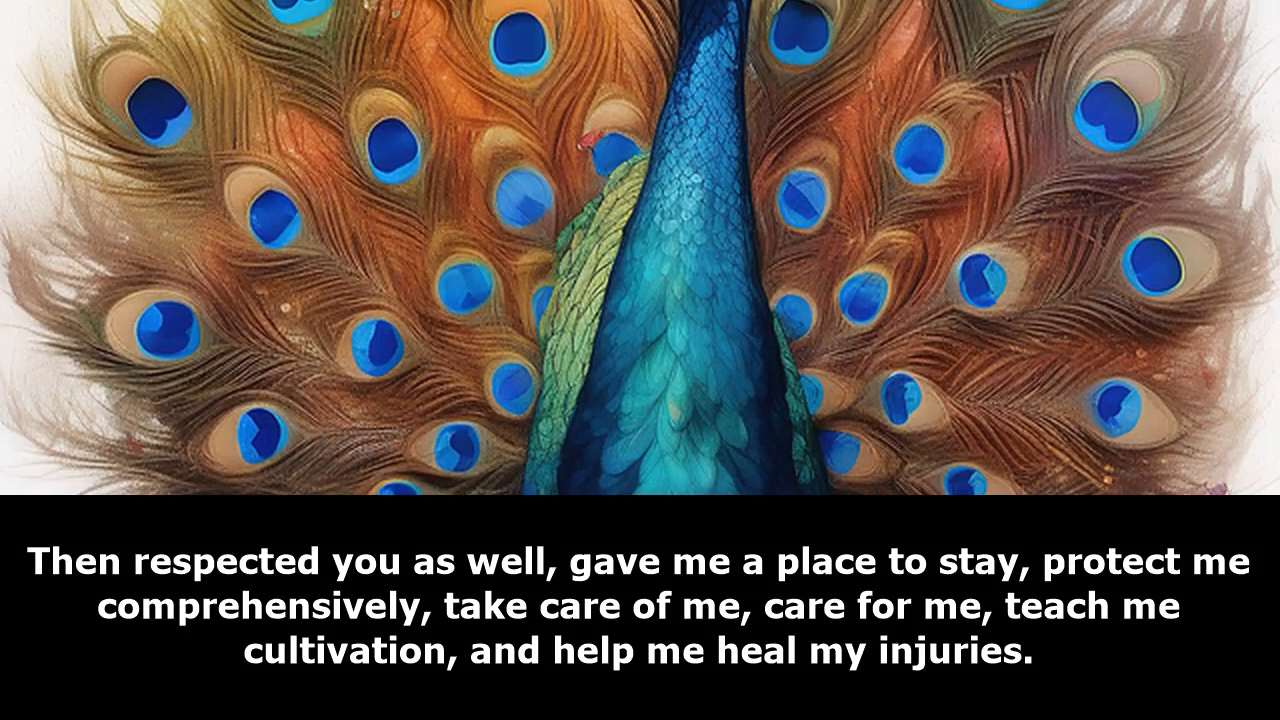 Then respected you as well, gave me a place to stay, protect me
comprehensively, take care of me, care for me, teach me
cultivation, and help me heal my injuries.